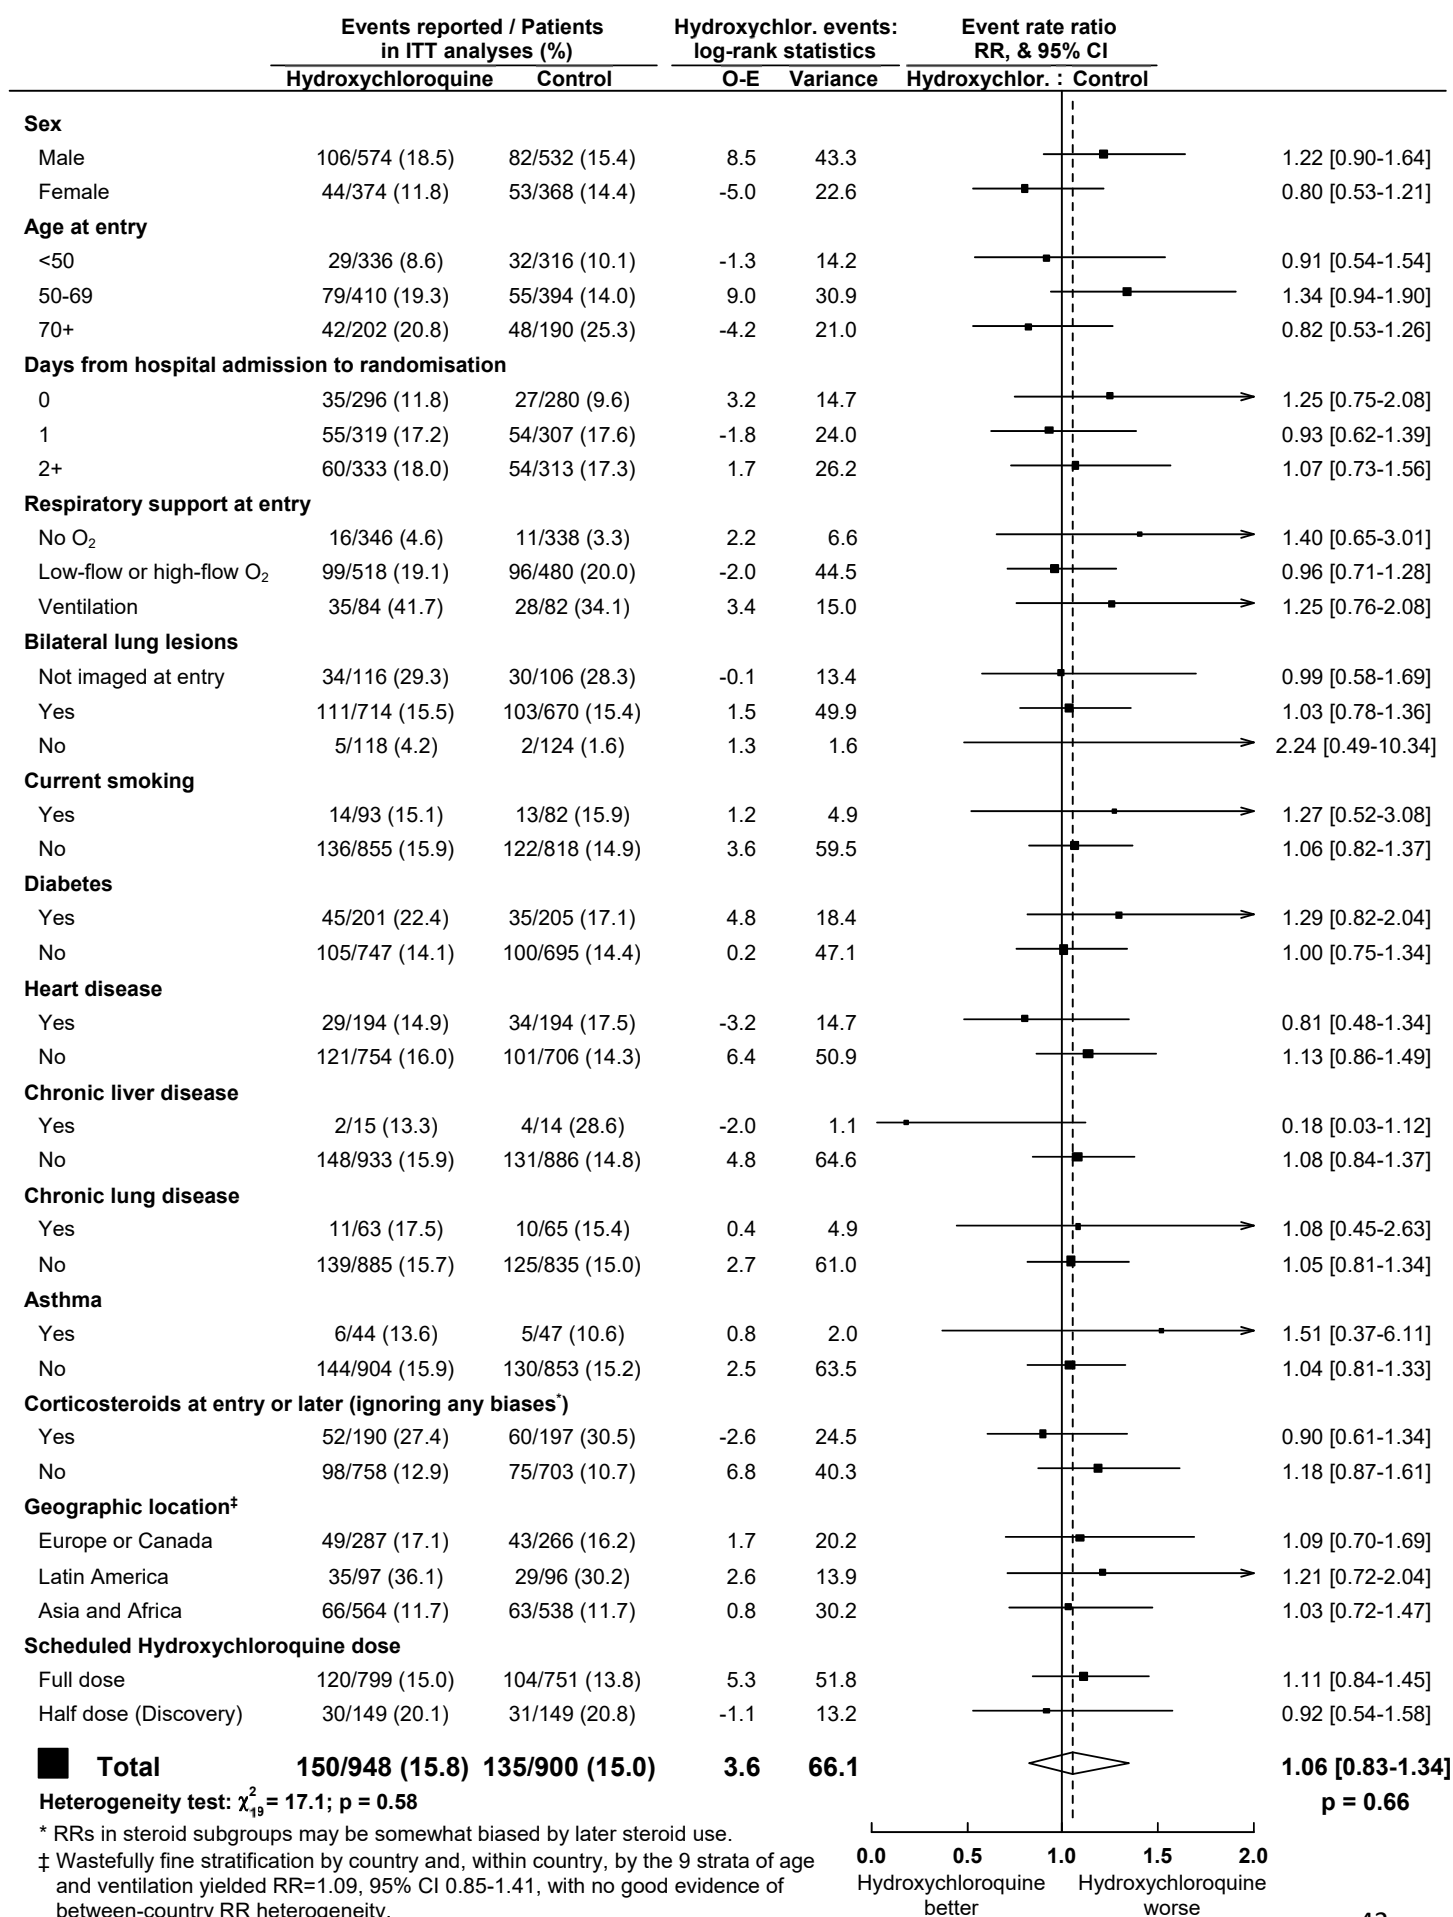 Events reported / Patients Hydroxychlor. events: Event rate ratio
in ITT analyses (%) log-rank statistics RR, & 95% CI
Hydroxychloroquine Control O-E Variance Hydroxychlor. : Control
Sex
Male 106/574 (18.5) 82/532 (15.4) 8.5 43.3 1.22 [0.90-1.64]
Female 44/374 (11.8) 53/368 (14.4) -5.0 22.6 0.80 [0.53-1.21]
Age at entry
<50 29/336 (8.6) 32/316 (10.1) -1.3 14.2 0.91 [0.54-1.54]
50-69 79/410 (19.3) 55/394 (14.0) 9.0 30.9 1.34 [0.94-1.90]
70+ 42/202 (20.8) 48/190 (25.3) -4.2 21.0 0.82 [0.53-1.26]
Days from hospital admission to randomisation
0 35/296 (11.8) 27/280 (9.6) 3.2 14.7 1.25 [0.75-2.08]
1 55/319 (17.2) 54/307 (17.6) -1.8 24.0 0.93 [0.62-1.39]
2+ 60/333 (18.0) 54/313 (17.3) 1.7 26.2 1.07 [0.73-1.56]
Respiratory support at entry
No O₂ 16/346 (4.6) 11/338 (3.3) 2.2 6.6 1.40 [0.65-3.01]
Low-flow or high-flow O₂ 99/518 (19.1) 96/480 (20.0) -2.0 44.5 0.96 [0.71-1.28]
Ventilation 35/84 (41.7) 28/82 (34.1) 3.4 15.0 1.25 [0.76-2.08]
Bilateral lung lesions
Not imaged at entry 34/116 (29.3) 30/106 (28.3) -0.1 13.4 0.99 [0.58-1.69]
Yes 111/714 (15.5) 103/670 (15.4) 1.5 49.9 1.03 [0.78-1.36]
No 5/118 (4.2) 2/124 (1.6) 1.3 1.6 2.24 [0.49-10.34]
Current smoking
Yes 14/93 (15.1) 13/82 (15.9) 1.2 4.9 1.27 [0.52-3.08]
No 136/855 (15.9) 122/818 (14.9) 3.6 59.5 1.06 [0.82-1.37]
Diabetes
Yes 45/201 (22.4) 35/205 (17.1) 4.8 18.4 1.29 [0.82-2.04]
No 105/747 (14.1) 100/695 (14.4) 0.2 47.1 1.00 [0.75-1.34]
Heart disease
Yes 29/194 (14.9) 34/194 (17.5) -3.2 14.7 0.81 [0.48-1.34]
No 121/754 (16.0) 101/706 (14.3) 6.4 50.9 1.13 [0.86-1.49]
Chronic liver disease
Yes 2/15 (13.3) 4/14 (28.6) -2.0 1.1 0.18 [0.03-1.12]
No 148/933 (15.9) 131/886 (14.8) 4.8 64.6 1.08 [0.84-1.37]
Chronic lung disease
Yes 11/63 (17.5) 10/65 (15.4) 0.4 4.9 1.08 [0.45-2.63]
No 139/885 (15.7) 125/835 (15.0) 2.7 61.0 1.05 [0.81-1.34]
Asthma
Yes 6/44 (13.6) 5/47 (10.6) 0.8 2.0 1.51 [0.37-6.11]
No 144/904 (15.9) 130/853 (15.2) 2.5 63.5 1.04 [0.81-1.33]
Corticosteroids at entry or later (ignoring any biases*)
Yes 52/190 (27.4) 60/197 (30.5) -2.6 24.5 0.90 [0.61-1.34]
No 98/758 (12.9) 75/703 (10.7) 6.8 40.3 1.18 [0.87-1.61]
Geographic location‡
Europe or Canada 49/287 (17.1) 43/266 (16.2) 1.7 20.2 1.09 [0.70-1.69]
Latin America 35/97 (36.1) 29/96 (30.2) 2.6 13.9 1.21 [0.72-2.04]
Asia and Africa 66/564 (11.7) 63/538 (11.7) 0.8 30.2 1.03 [0.72-1.47]
Scheduled Hydroxychloroquine dose
Full dose 120/799 (15.0) 104/751 (13.8) 5.3 51.8 1.11 [0.84-1.45]
Half dose (Discovery) 30/149 (20.1) 31/149 (20.8) -1.1 13.2 0.92 [0.54-1.58]
Total 150/948 (15.8) 135/900 (15.0) 3.6 66.1 1.06 [0.83-1.34]
Heterogeneity test: χ²₁₉ = 17.1; p = 0.58 p = 0.66
* RRs in steroid subgroups may be somewhat biased by later steroid use.
‡ Wastefully fine stratification by country and, within country, by the 9 strata of age
and ventilation yielded RR=1.09, 95% CI 0.85-1.41, with no good evidence of
between-country RR heterogeneity.
0.0 0.5 1.0 1.5 2.0
Hydroxychloroquine Hydroxychloroquine
better worse